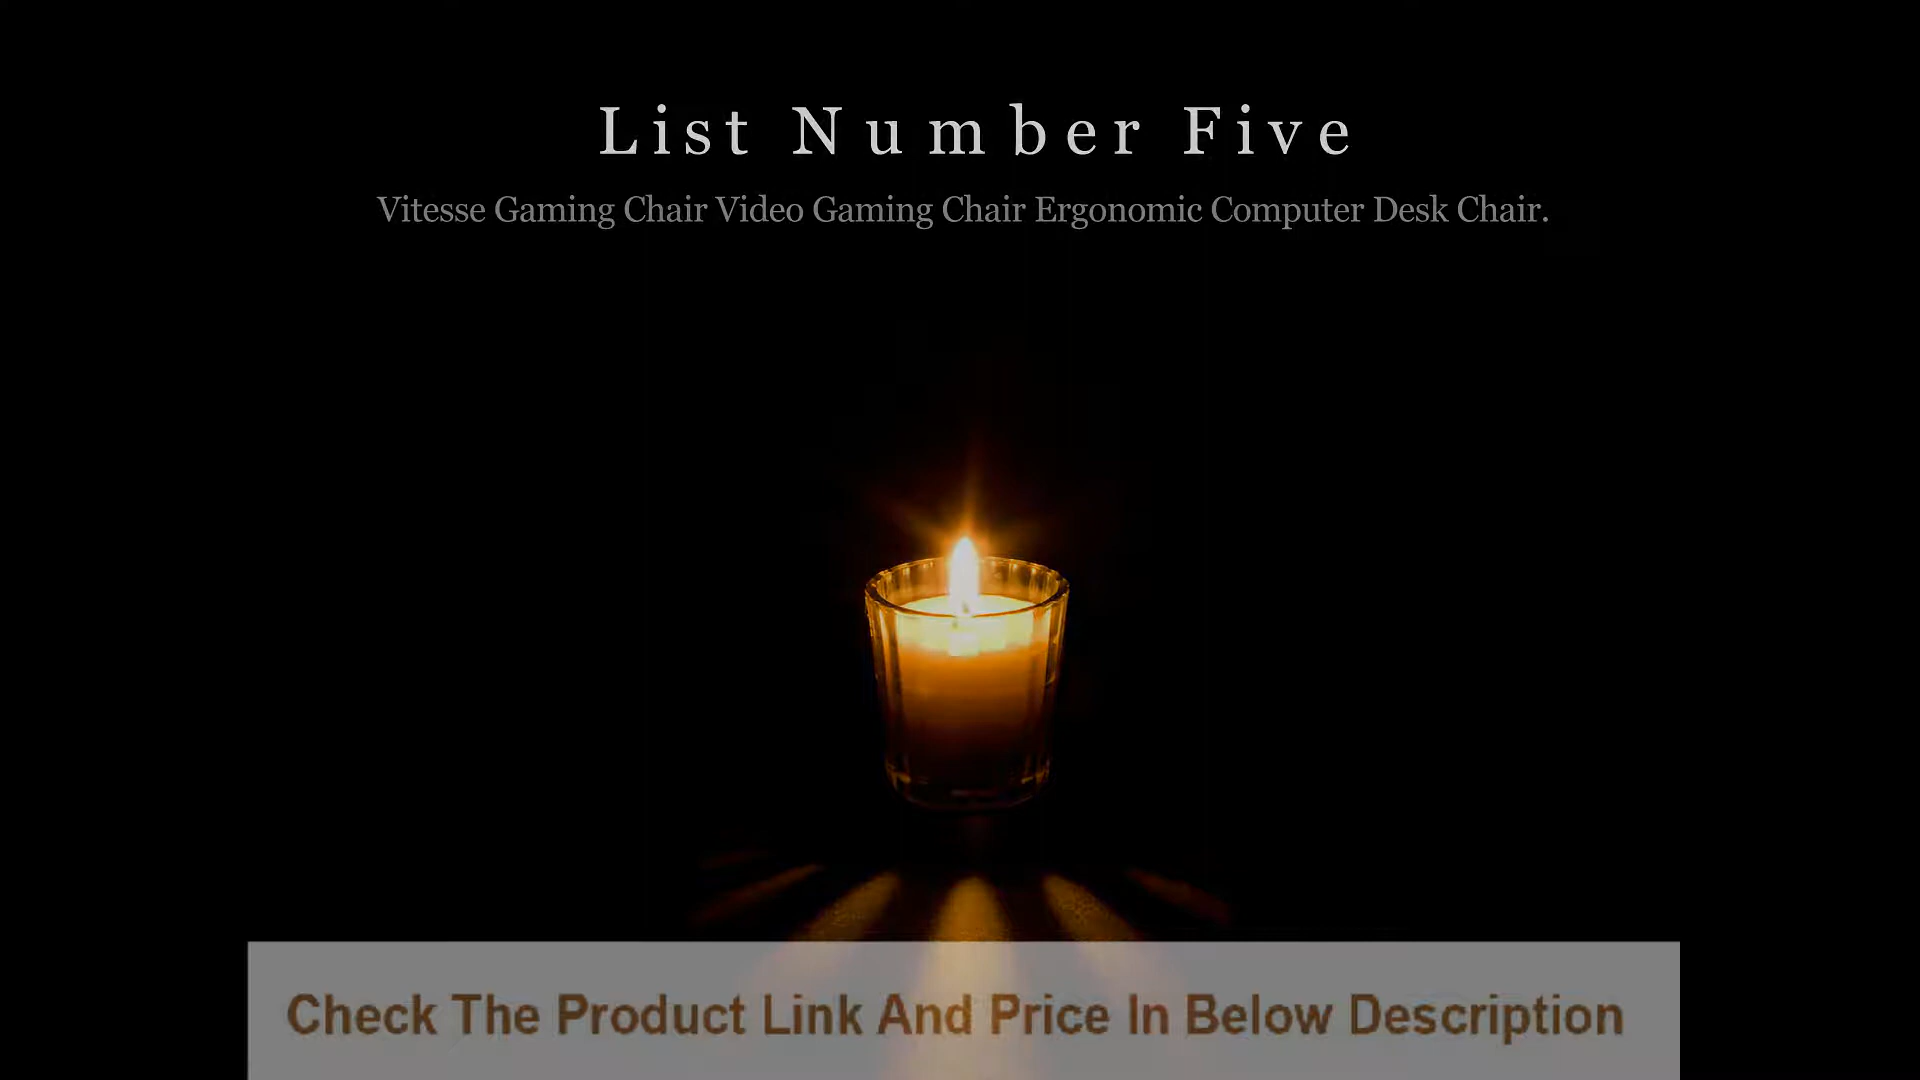 List Number Five
Vitesse Gaming Chair Video Gaming Chair Ergonomic Computer Desk Chair.
Check The Product Link And Price In Below Description